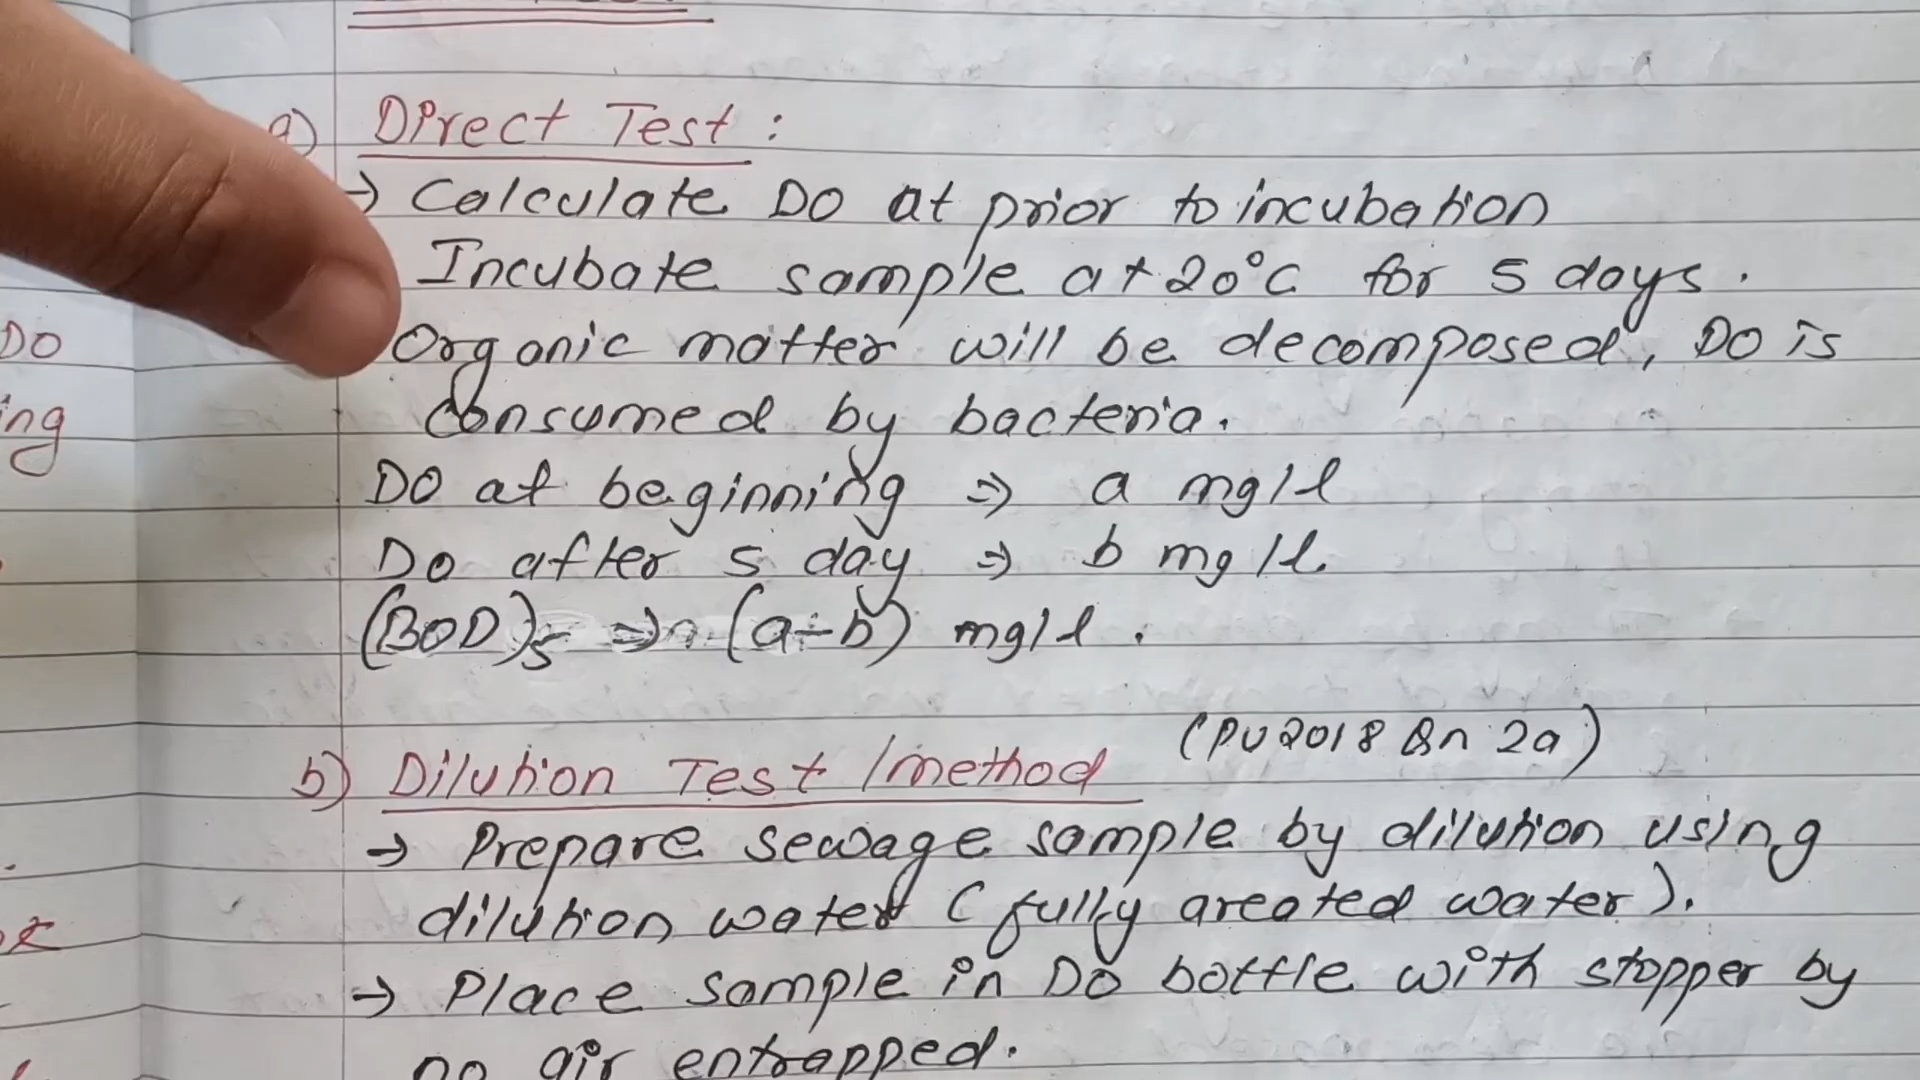 a) Direct Test :
→ Calculate DO at prior to incubation
Incubate sample at 20°C for 5 days.
Organic matter will be decomposed, DO is
consumed by bacteria.
DO at beginning ⇒ a mg/l
DO after 5 day ⇒ b mg/l.
(BOD)5 ⇒ (a-b) mg/l.
(PU2018 Qn 2a)
b) Dilution Test /method
→ Prepare sewage sample by dilution using
dilution water (fully areated water).
→ Place sample in DO bottle with stopper by
no air entrapped.
DO
ing